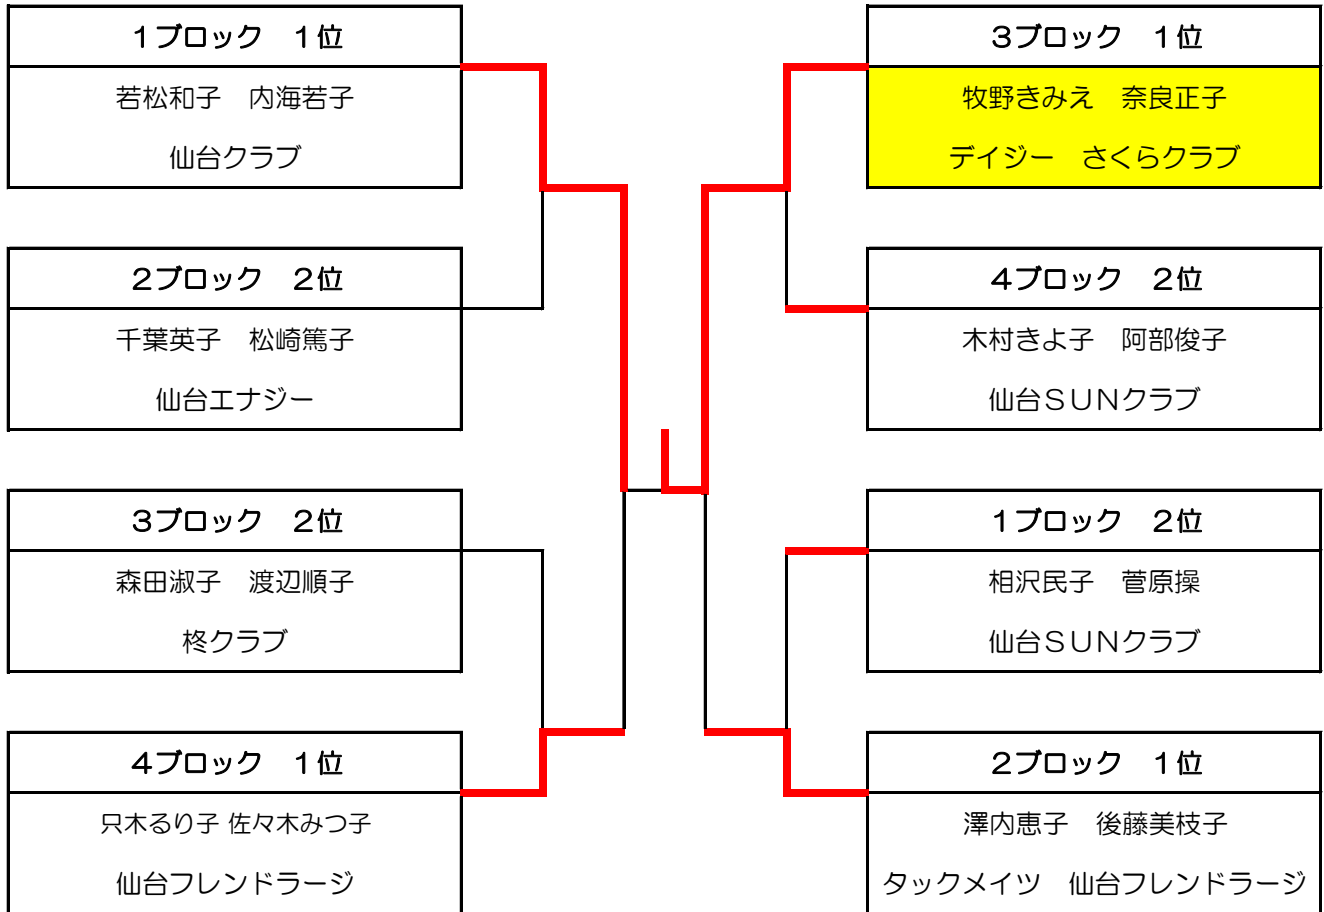 1ブロック　1位
若松和子　内海若子
仙台クラブ
2ブロック　2位
千葉英子　松崎篤子
仙台エナジー
3ブロック　2位
森田淑子　渡辺順子
柊クラブ
4ブロック　1位
只木るり子 佐々木みつ子
仙台フレンドラージ
3ブロック　1位
牧野きみえ　奈良正子
デイジー　さくらクラブ
4ブロック　2位
木村きよ子　阿部俊子
仙台SUNクラブ
1ブロック　2位
相沢民子　菅原操
仙台SUNクラブ
2ブロック　1位
澤内恵子　後藤美枝子
タックメイツ　仙台フレンドラージ